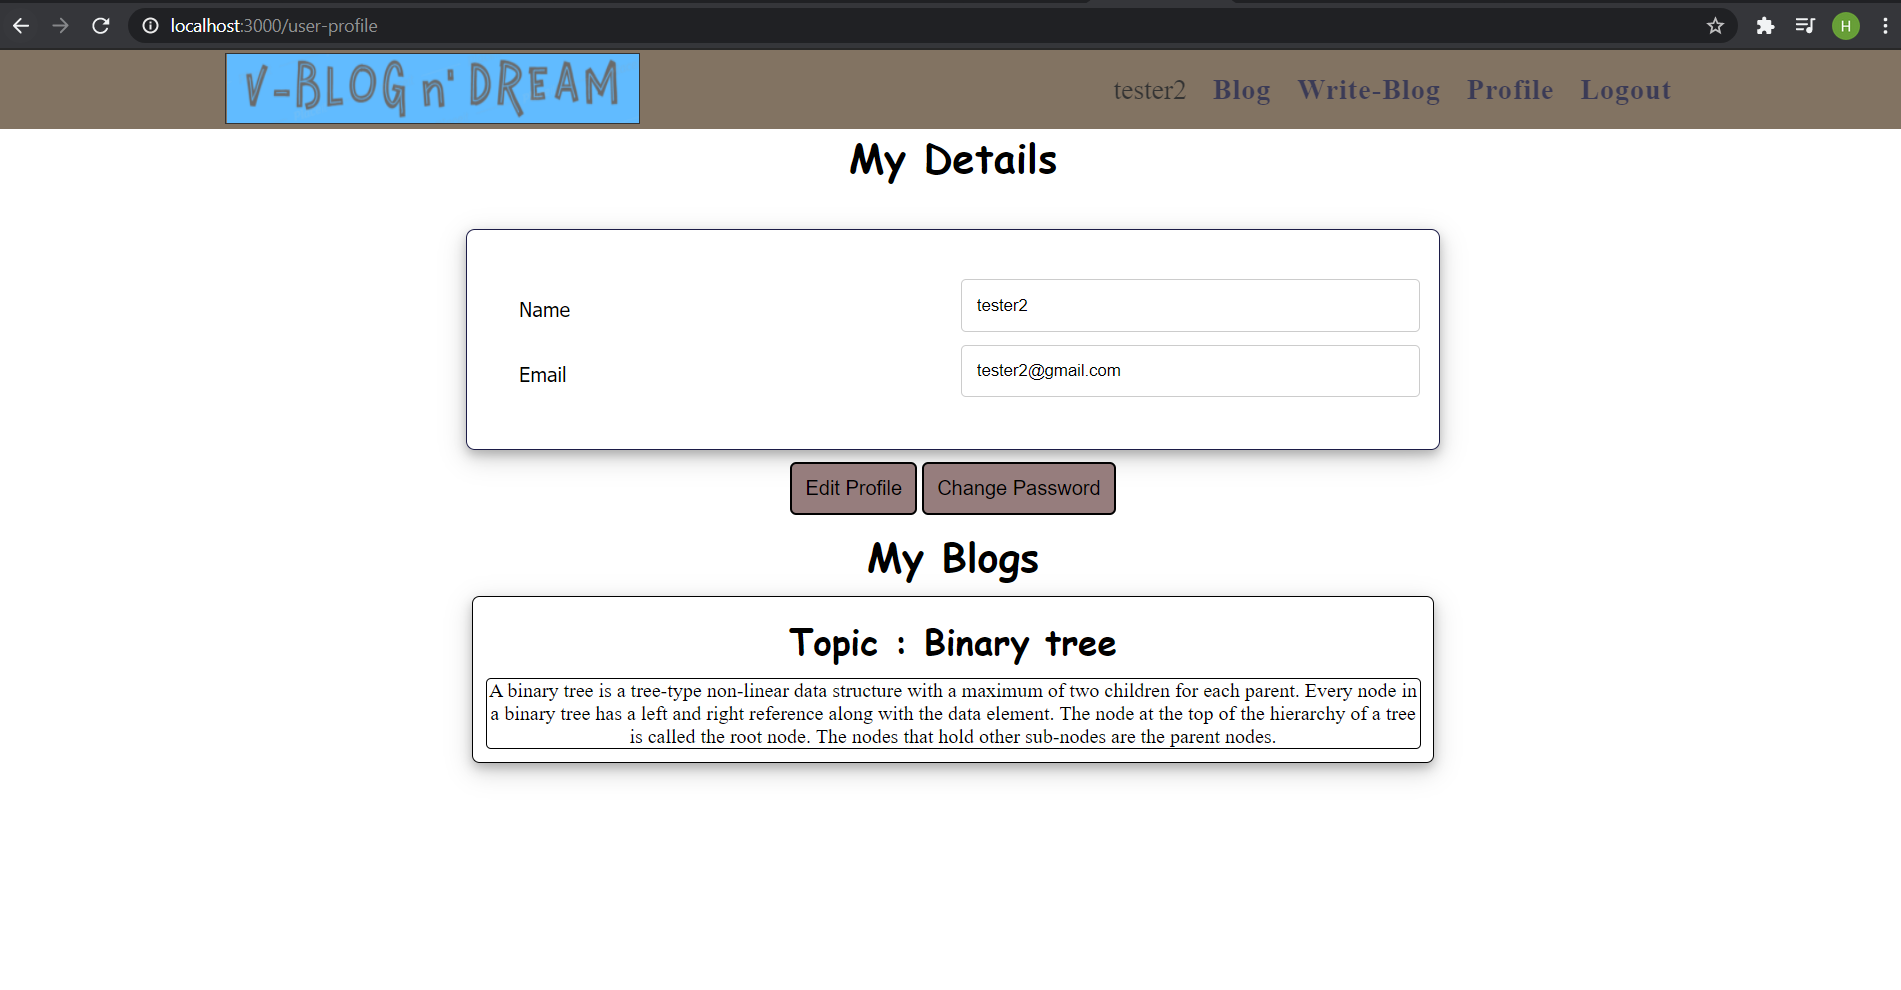 localhost:3000/user-profile
H
V-BLOG n' DREAM
tester2 Blog Write-Blog Profile Logout
My Details
Name tester2
Email tester2@gmail.com
Edit Profile Change Password
My Blogs
Topic : Binary tree
A binary tree is a tree-type non-linear data structure with a maximum of two children for each parent. Every node in
a binary tree has a left and right reference along with the data element. The node at the top of the hierarchy of a tree
is called the root node. The nodes that hold other sub-nodes are the parent nodes.